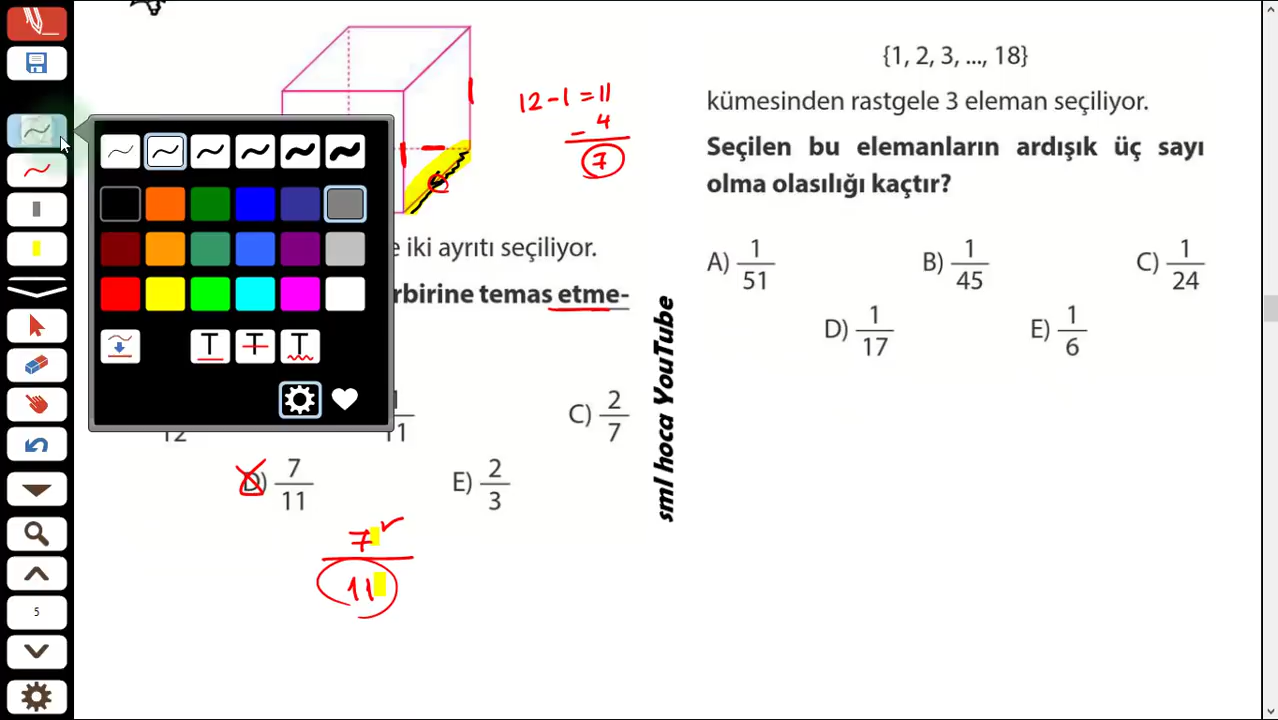 12-1=11
- 4
7
e iki ayrıtı seçiliyor.
rbirine temas etme-
12
11
C) 2/7
D) 7/11
E) 2/3
7
11
sml hoca YouTube
{1, 2, 3, ..., 18}
kümesinden rastgele 3 eleman seçiliyor.
Seçilen bu elemanların ardışık üç sayı
olma olasılığı kaçtır?
A) 1/51
B) 1/45
C) 1/24
D) 1/17
E) 1/6
T T T
5